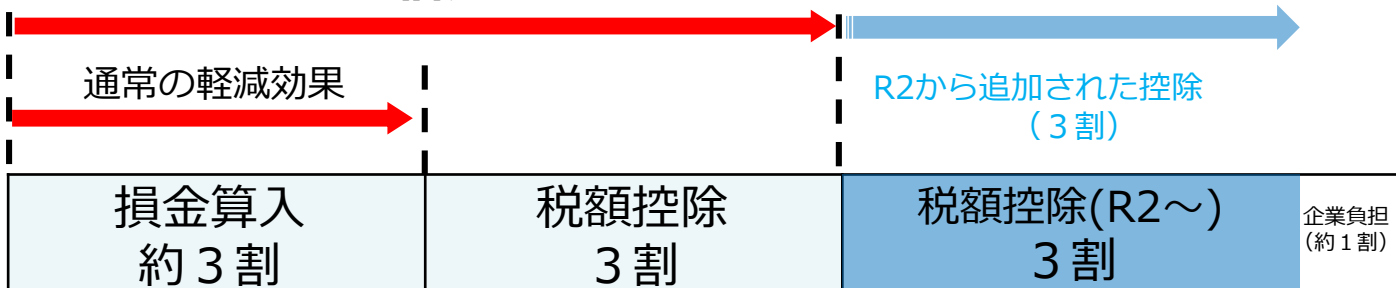 通常の軽減効果
R2から追加された控除
（３割）
損金算入
約３割
税額控除
３割
税額控除(R2～)
３割
企業負担
（約１割）